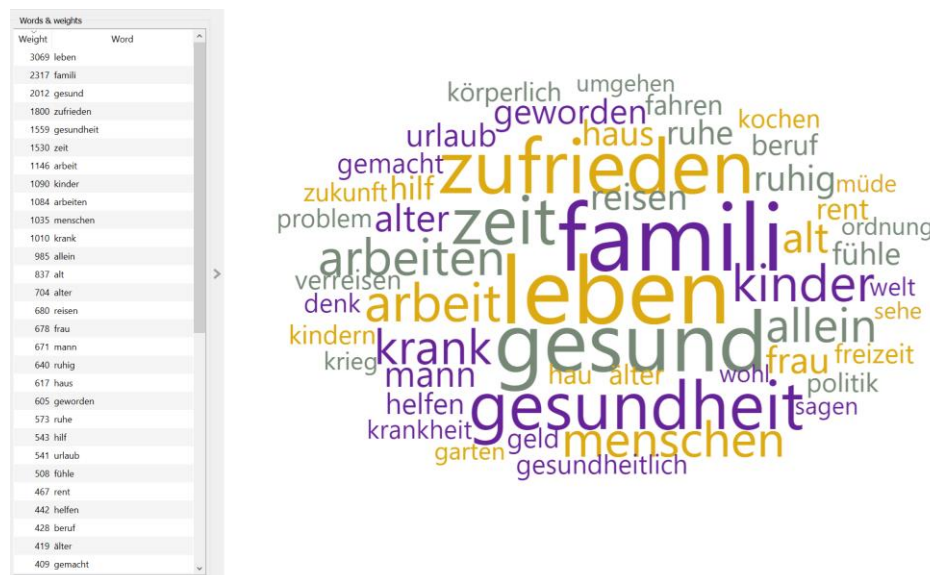 Words & weights
Weight Word
3069 leben
2317 famili
2012 gesund
1800 zufrieden
1559 gesundheit
1530 zeit
1146 arbeit
1090 kinder
1084 arbeiten
1035 menschen
1010 krank
985 allein
837 alt
704 alter
680 reisen
678 frau
671 mann
640 ruhig
617 haus
605 geworden
573 ruhe
543 hilf
541 urlaub
508 fühle
467 rent
442 helfen
428 beruf
419 älter
409 gemacht
körperlich umgehen
geworden fahren
urlaub haus ruhe kochen
gemacht zufrieden beruf
zukunft hilf reisen ruhig müde
problem alter zeit famili rent
alt ordnung
arbeiten fühle
verreisen kinder welt
denk arbeit leben
kindern gesund allein sehe
krieg krank frau freizeit
mann hau älter wohl politik
helfen gesundheit sagen
krankheit geld menschen
garten
gesundheitlich